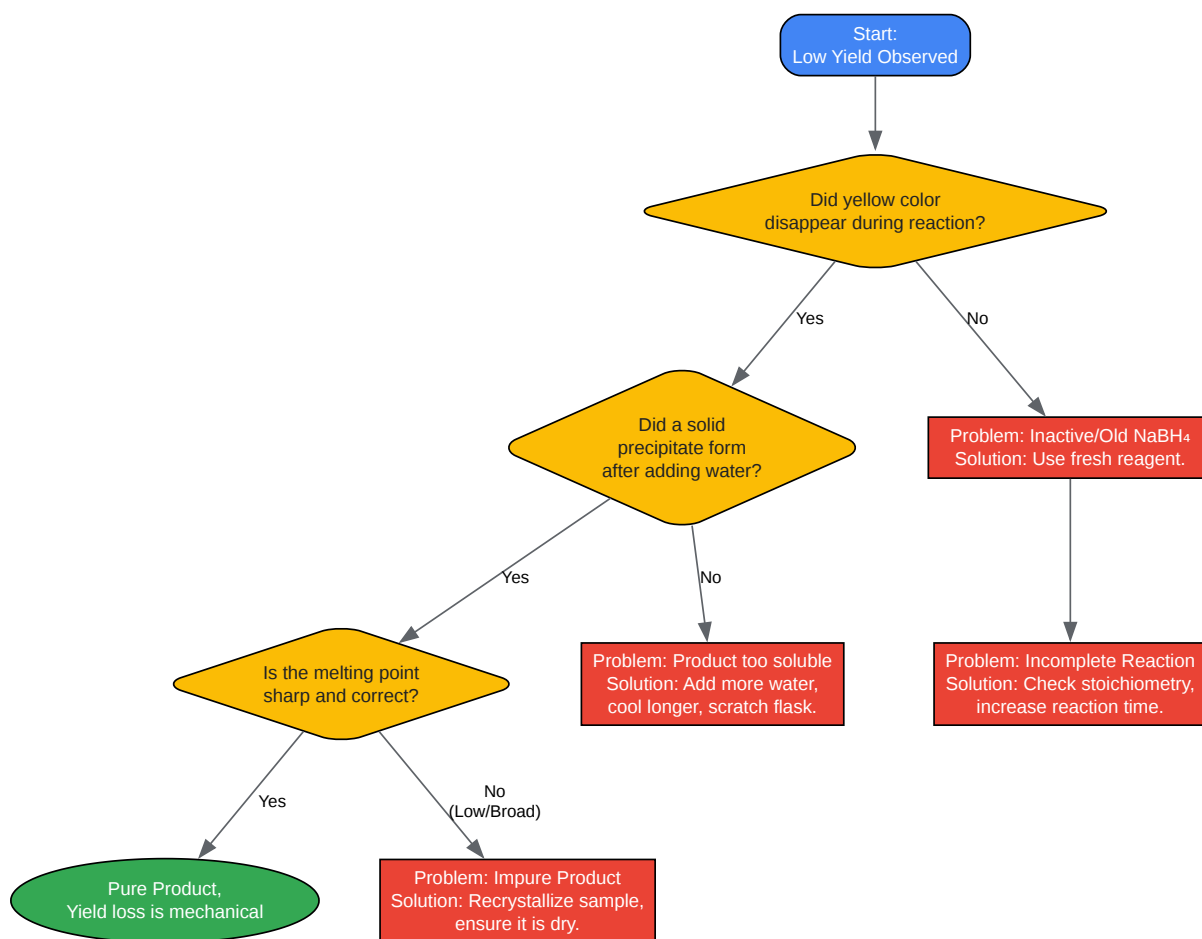 Start:
Low Yield Observed
Did yellow color
disappear during reaction?
Yes
No
Did a solid
precipitate form
after adding water?
Problem: Inactive/Old NaBH₄
Solution: Use fresh reagent.
Yes
No
Is the melting point
sharp and correct?
Problem: Product too soluble
Solution: Add more water,
cool longer, scratch flask.
Problem: Incomplete Reaction
Solution: Check stoichiometry,
increase reaction time.
Yes
No
(Low/Broad)
Pure Product,
Yield loss is mechanical
Problem: Impure Product
Solution: Recrystallize sample,
ensure it is dry.